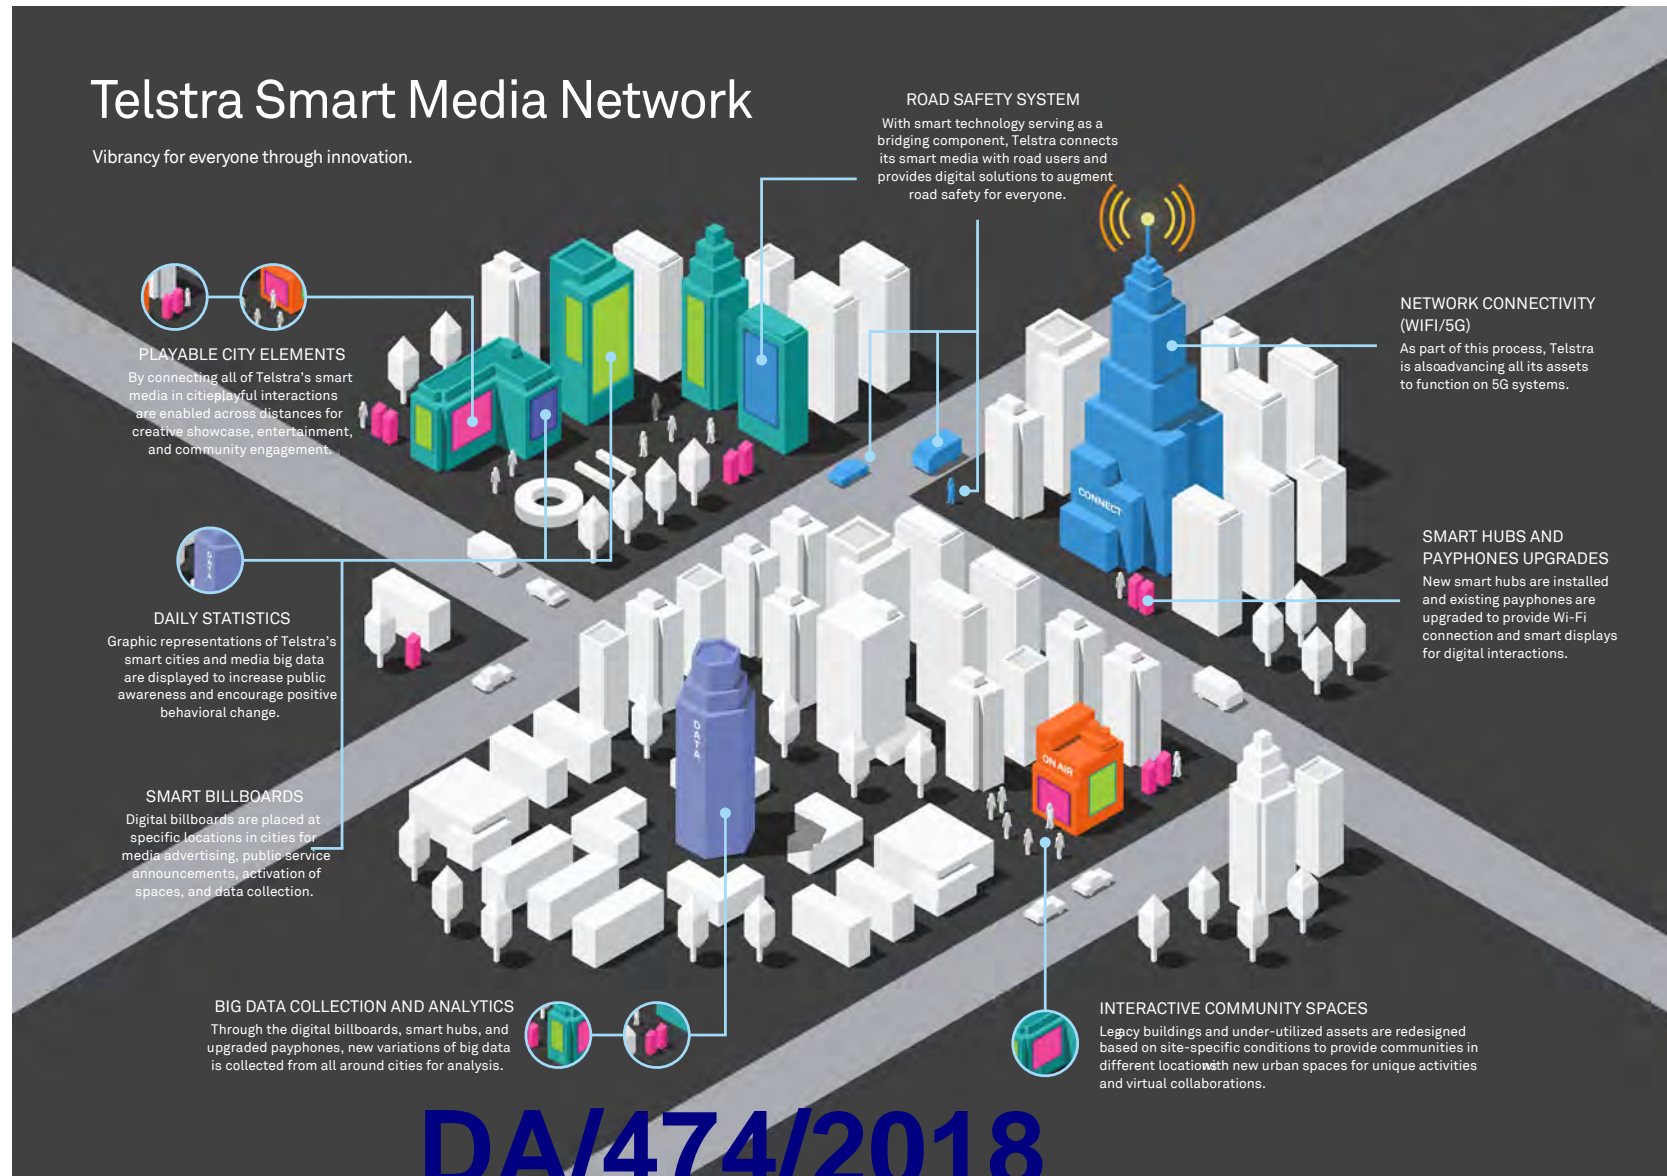 Telstra Smart Media Network
Vibrancy for everyone through innovation.
ROAD SAFETY SYSTEM
With smart technology serving as a
bridging component, Telstra connects
its smart media with road users and
provides digital solutions to augment
road safety for everyone.
NETWORK CONNECTIVITY
(WIFI/5G)
As part of this process, Telstra
is alsoadvancing all its assets
to function on 5G systems.
PLAYABLE CITY ELEMENTS
By connecting all of Telstra's smart
media in citieplayful interactions
are enabled across distances for
creative showcase, entertainment,
and community engagement.
CONNECT
SMART HUBS AND
PAYPHONES UPGRADES
New smart hubs are installed
and existing payphones are
upgraded to provide Wi-Fi
connection and smart displays
for digital interactions.
DATA
DAILY STATISTICS
Graphic representations of Telstra's
smart cities and media big data
are displayed to increase public
awareness and encourage positive
behavioral change.
DATA
ON AIR
SMART BILLBOARDS
Digital billboards are placed at
specific locations in cities for
media advertising, public service
announcements, activation of
spaces, and data collection.
BIG DATA COLLECTION AND ANALYTICS
Through the digital billboards, smart hubs, and
upgraded payphones, new variations of big data
is collected from all around cities for analysis.
INTERACTIVE COMMUNITY SPACES
Legacy buildings and under-utilized assets are redesigned
based on site-specific conditions to provide communities in
different locations with new urban spaces for unique activities
and virtual collaborations.
DA/474/2018